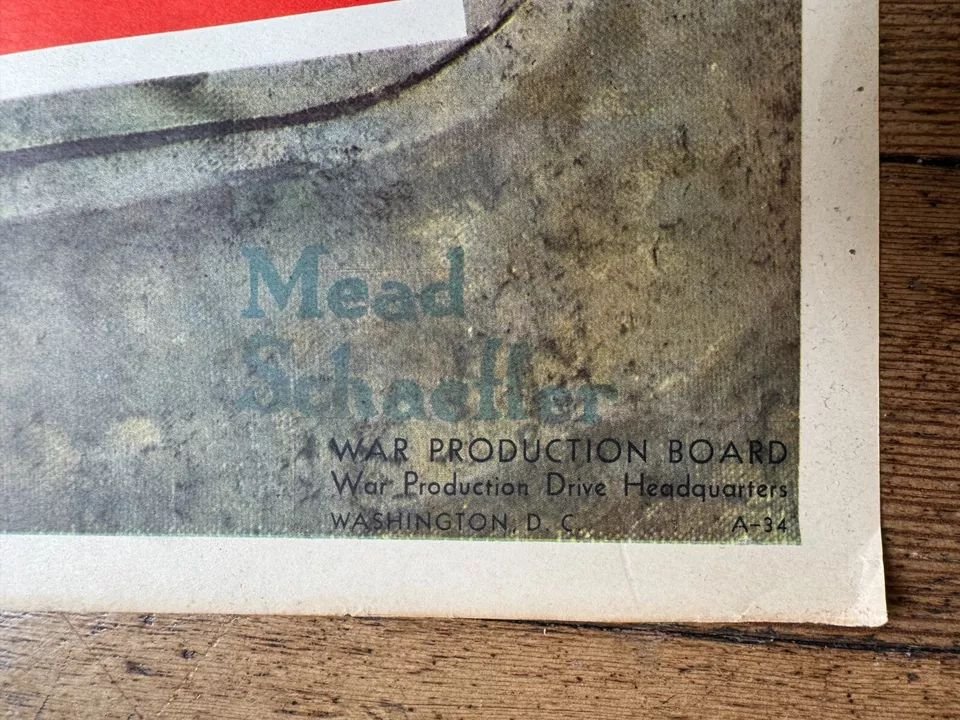 Mead
Schaeffer
WAR PRODUCTION BOARD
War Production Drive Headquarters
WASHINGTON, D. C.
A-34